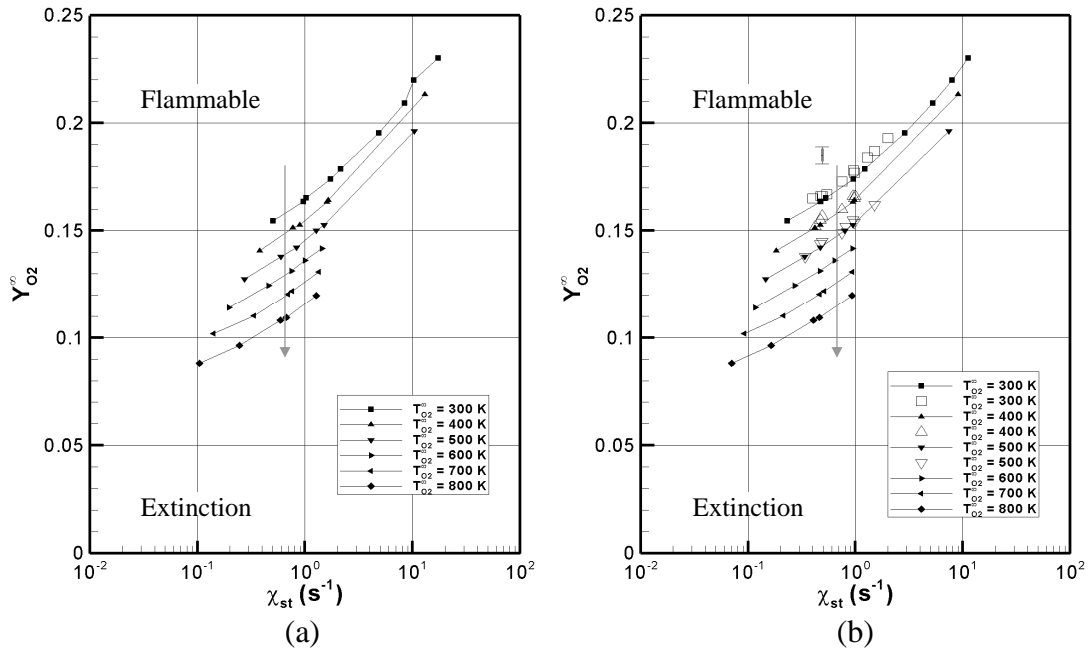 0.25
0.2
0.15
0.1
0.05
0
Y∞O2
Flammable
Extinction
T∞O2 = 300 K
T∞O2 = 400 K
T∞O2 = 500 K
T∞O2 = 600 K
T∞O2 = 700 K
T∞O2 = 800 K
10-2
10-1
100
101
102
χst (s-1)
(a)
0.25
0.2
0.15
0.1
0.05
0
Y∞O2
Flammable
Extinction
T∞O2 = 300 K
T∞O2 = 300 K
T∞O2 = 400 K
T∞O2 = 400 K
T∞O2 = 500 K
T∞O2 = 500 K
T∞O2 = 600 K
T∞O2 = 700 K
T∞O2 = 800 K
10-2
10-1
100
101
102
χst (s-1)
(b)